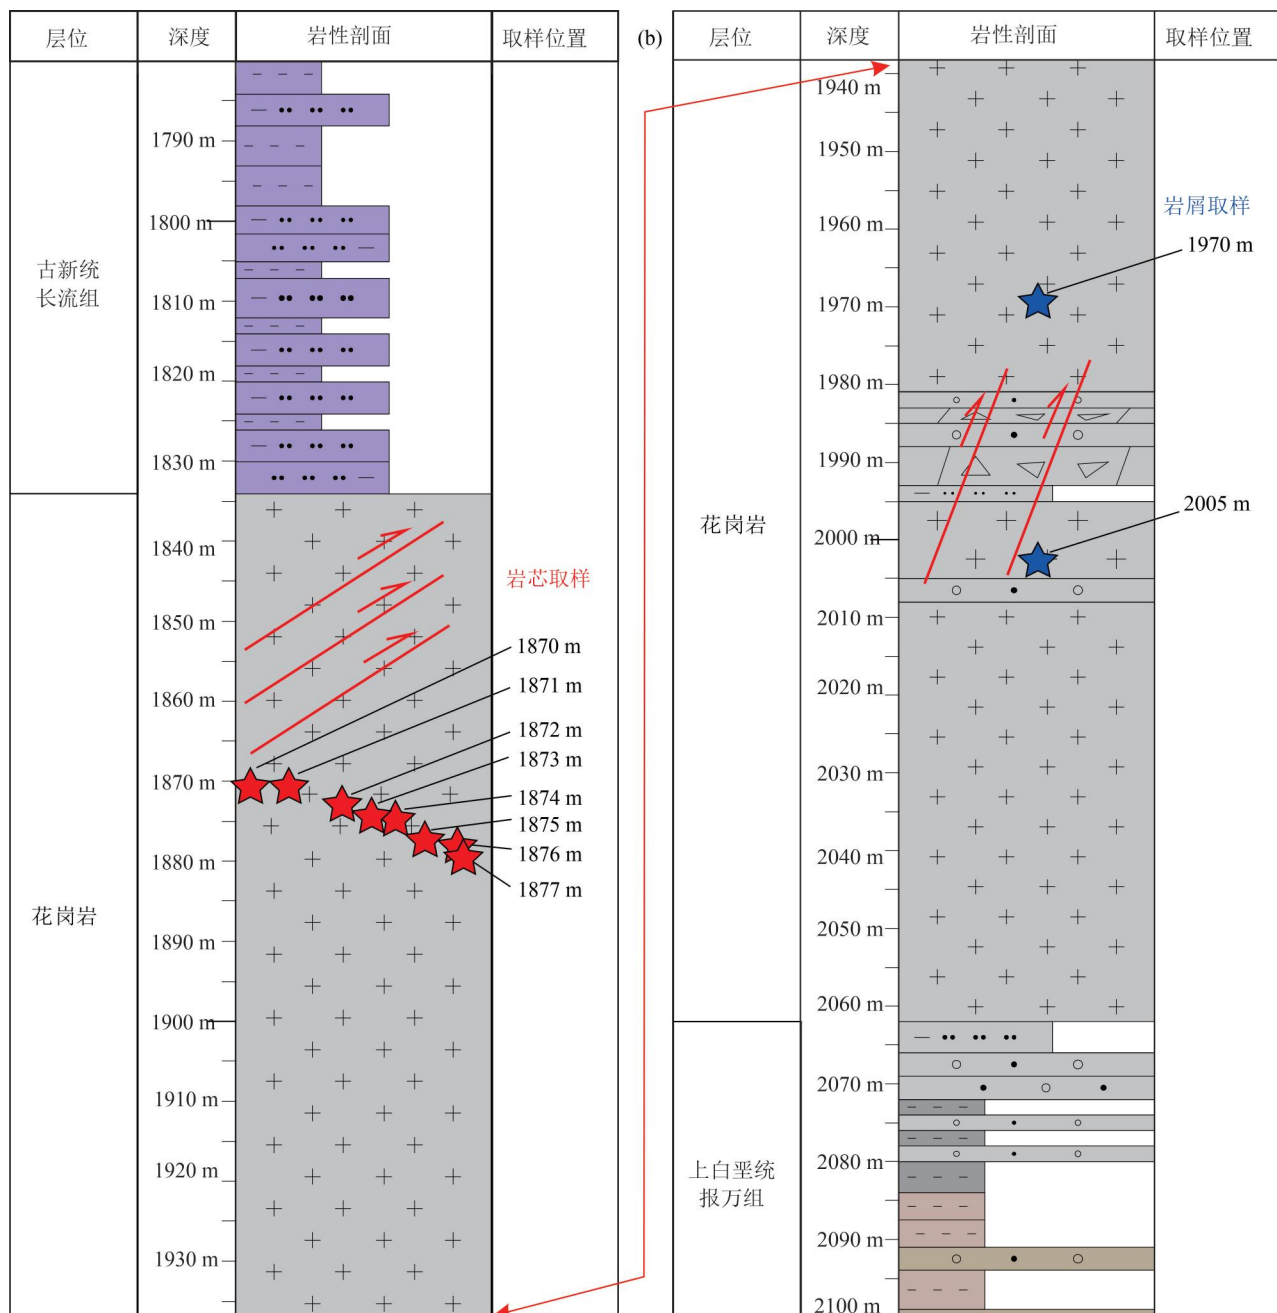 层位
深度
岩性剖面
取样位置
1790 m
1800 m
古新统
长流组
1810 m
1820 m
1830 m
1840 m
岩芯取样
1850 m
1870 m
1871 m
1860 m
1872 m
1873 m
1870 m
1874 m
1875 m
1876 m
1880 m
1877 m
花岗岩
1890 m
1900 m
1910 m
1920 m
1930 m
(b)
层位
深度
岩性剖面
取样位置
1940 m
1950 m
岩屑取样
1960 m
1970 m
1970 m
1980 m
1990 m
2005 m
花岗岩
2000 m
2010 m
2020 m
2030 m
2040 m
2050 m
2060 m
2070 m
上白垩统
报万组
2080 m
2090 m
2100 m